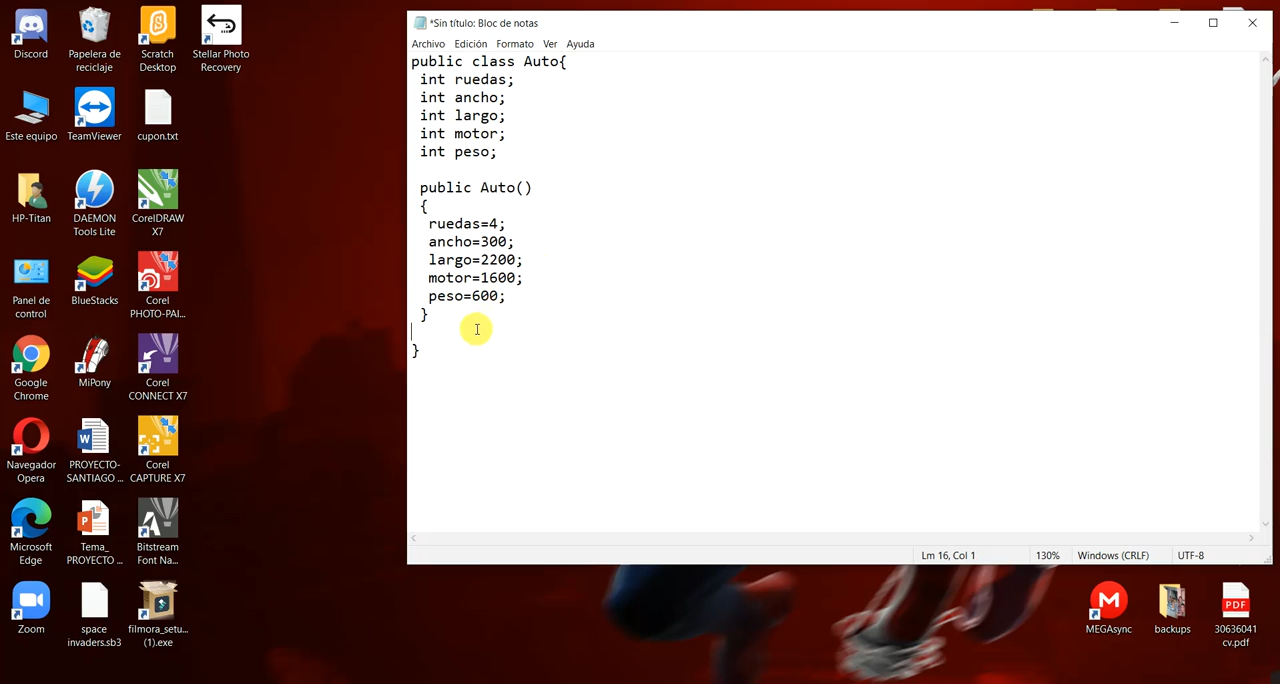 Discord
Papelera de
reciclaje
Scratch
Desktop
Stellar Photo
Recovery
Este equipo
TeamViewer
cupon.txt
HP-Titan
DAEMON
Tools Lite
CorelDRAW
X7
Panel de
control
BlueStacks
Corel
PHOTO-PAI...
Google
Chrome
MiPony
Corel
CONNECT X7
Navegador
Opera
PROYECTO-
SANTIAGO ...
Corel
CAPTURE X7
Microsoft
Edge
Tema_
PROYECTO ...
Bitstream
Font Na...
Zoom
space
invaders.sb3
filmora_setu...
(1).exe
*Sin título: Bloc de notas
Archivo Edición Formato Ver Ayuda
public class Auto{
int ruedas;
int ancho;
int largo;
int motor;
int peso;
public Auto()
{
ruedas=4;
ancho=300;
largo=2200;
motor=1600;
peso=600;
}
}
Lm 16, Col 1
130%
Windows (CRLF)
UTF-8
MEGAsync
backups
PDF
30636041
cv.pdf